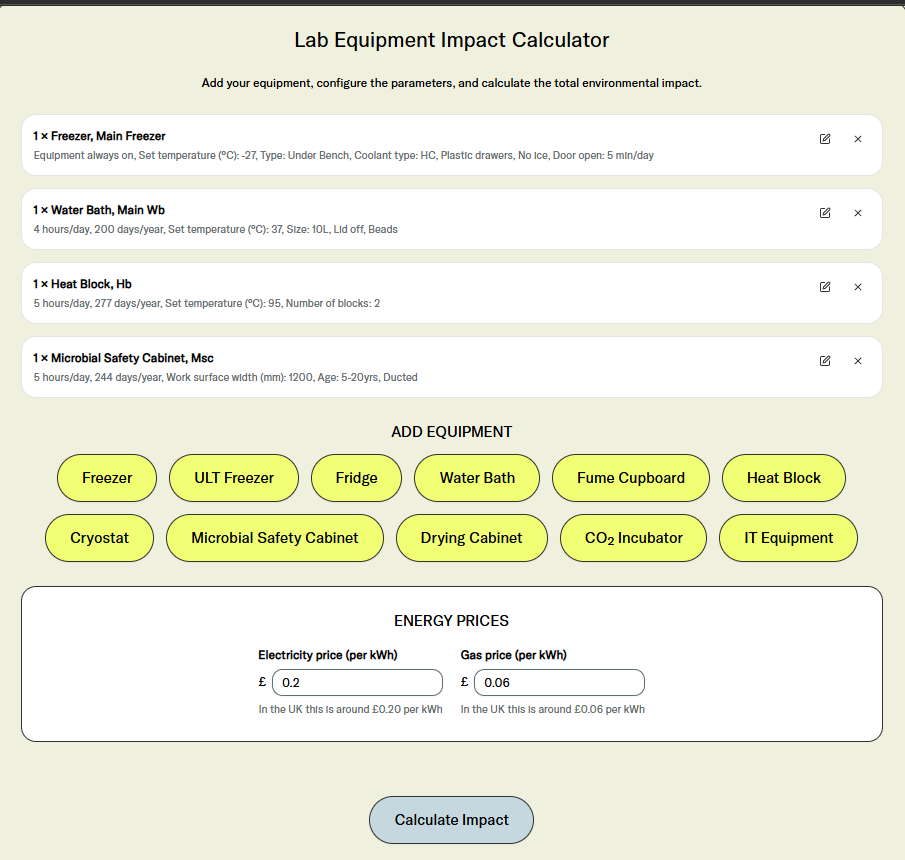 Lab Equipment Impact Calculator
Add your equipment, configure the parameters, and calculate the total environmental impact.
1 × Freezer, Main Freezer
Equipment always on, Set temperature (°C): -27, Type: Under Bench, Coolant type: HC, Plastic drawers, No ice, Door open: 5 min/day
1 × Water Bath, Main Wb
4 hours/day, 200 days/year, Set temperature (°C): 37, Size: 10L, Lid off, Beads
1 × Heat Block, Hb
5 hours/day, 277 days/year, Set temperature (°C): 95, Number of blocks: 2
1 × Microbial Safety Cabinet, Msc
5 hours/day, 244 days/year, Work surface width (mm): 1200, Age: 5-20yrs, Ducted
ADD EQUIPMENT
Freezer ULT Freezer Fridge Water Bath Fume Cupboard Heat Block
Cryostat Microbial Safety Cabinet Drying Cabinet CO₂ Incubator IT Equipment
ENERGY PRICES
Electricity price (per kWh) Gas price (per kWh)
£ 0.2 £ 0.06
In the UK this is around £0.20 per kWh In the UK this is around £0.06 per kWh
Calculate Impact